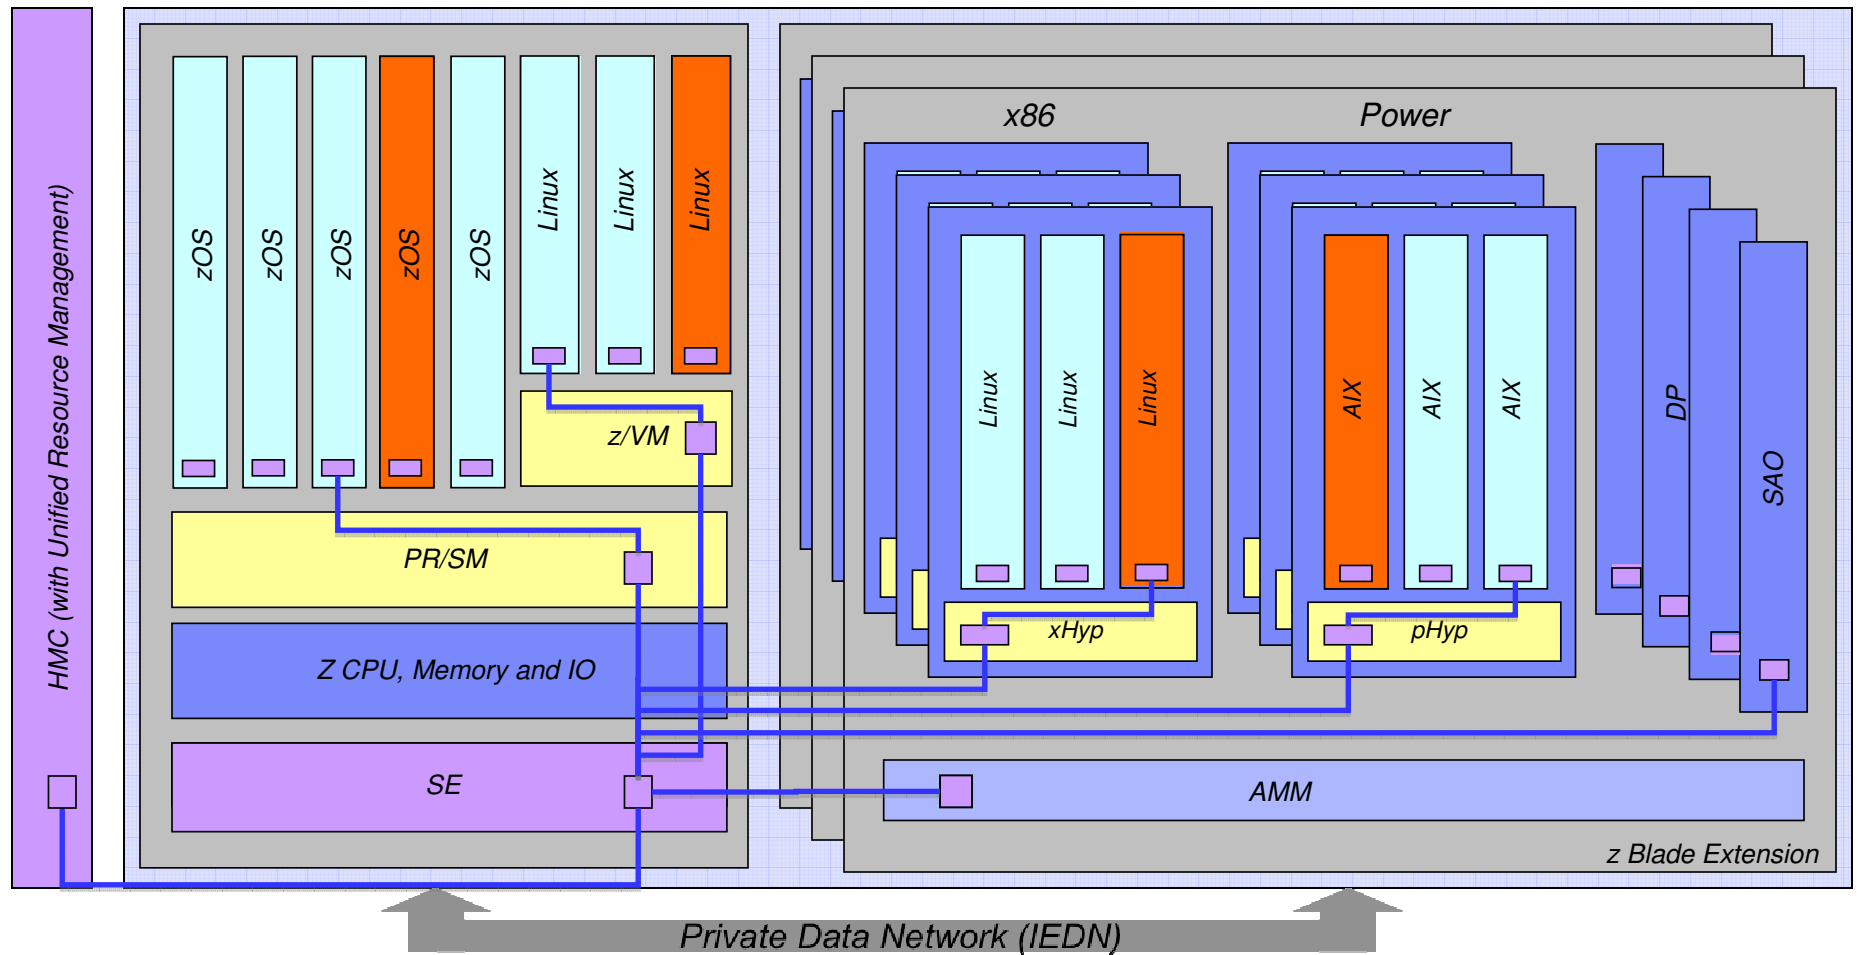 HMC (with Unified Resource Management)
zOS
zOS
zOS
zOS
zOS
Linux
Linux
Linux
z/VM
PR/SM
Z CPU, Memory and IO
SE
x86
Power
Linux
Linux
Linux
xHyp
AIX
AIX
AIX
pHyp
DP
SAO
AMM
z Blade Extension
Private Data Network (IEDN)